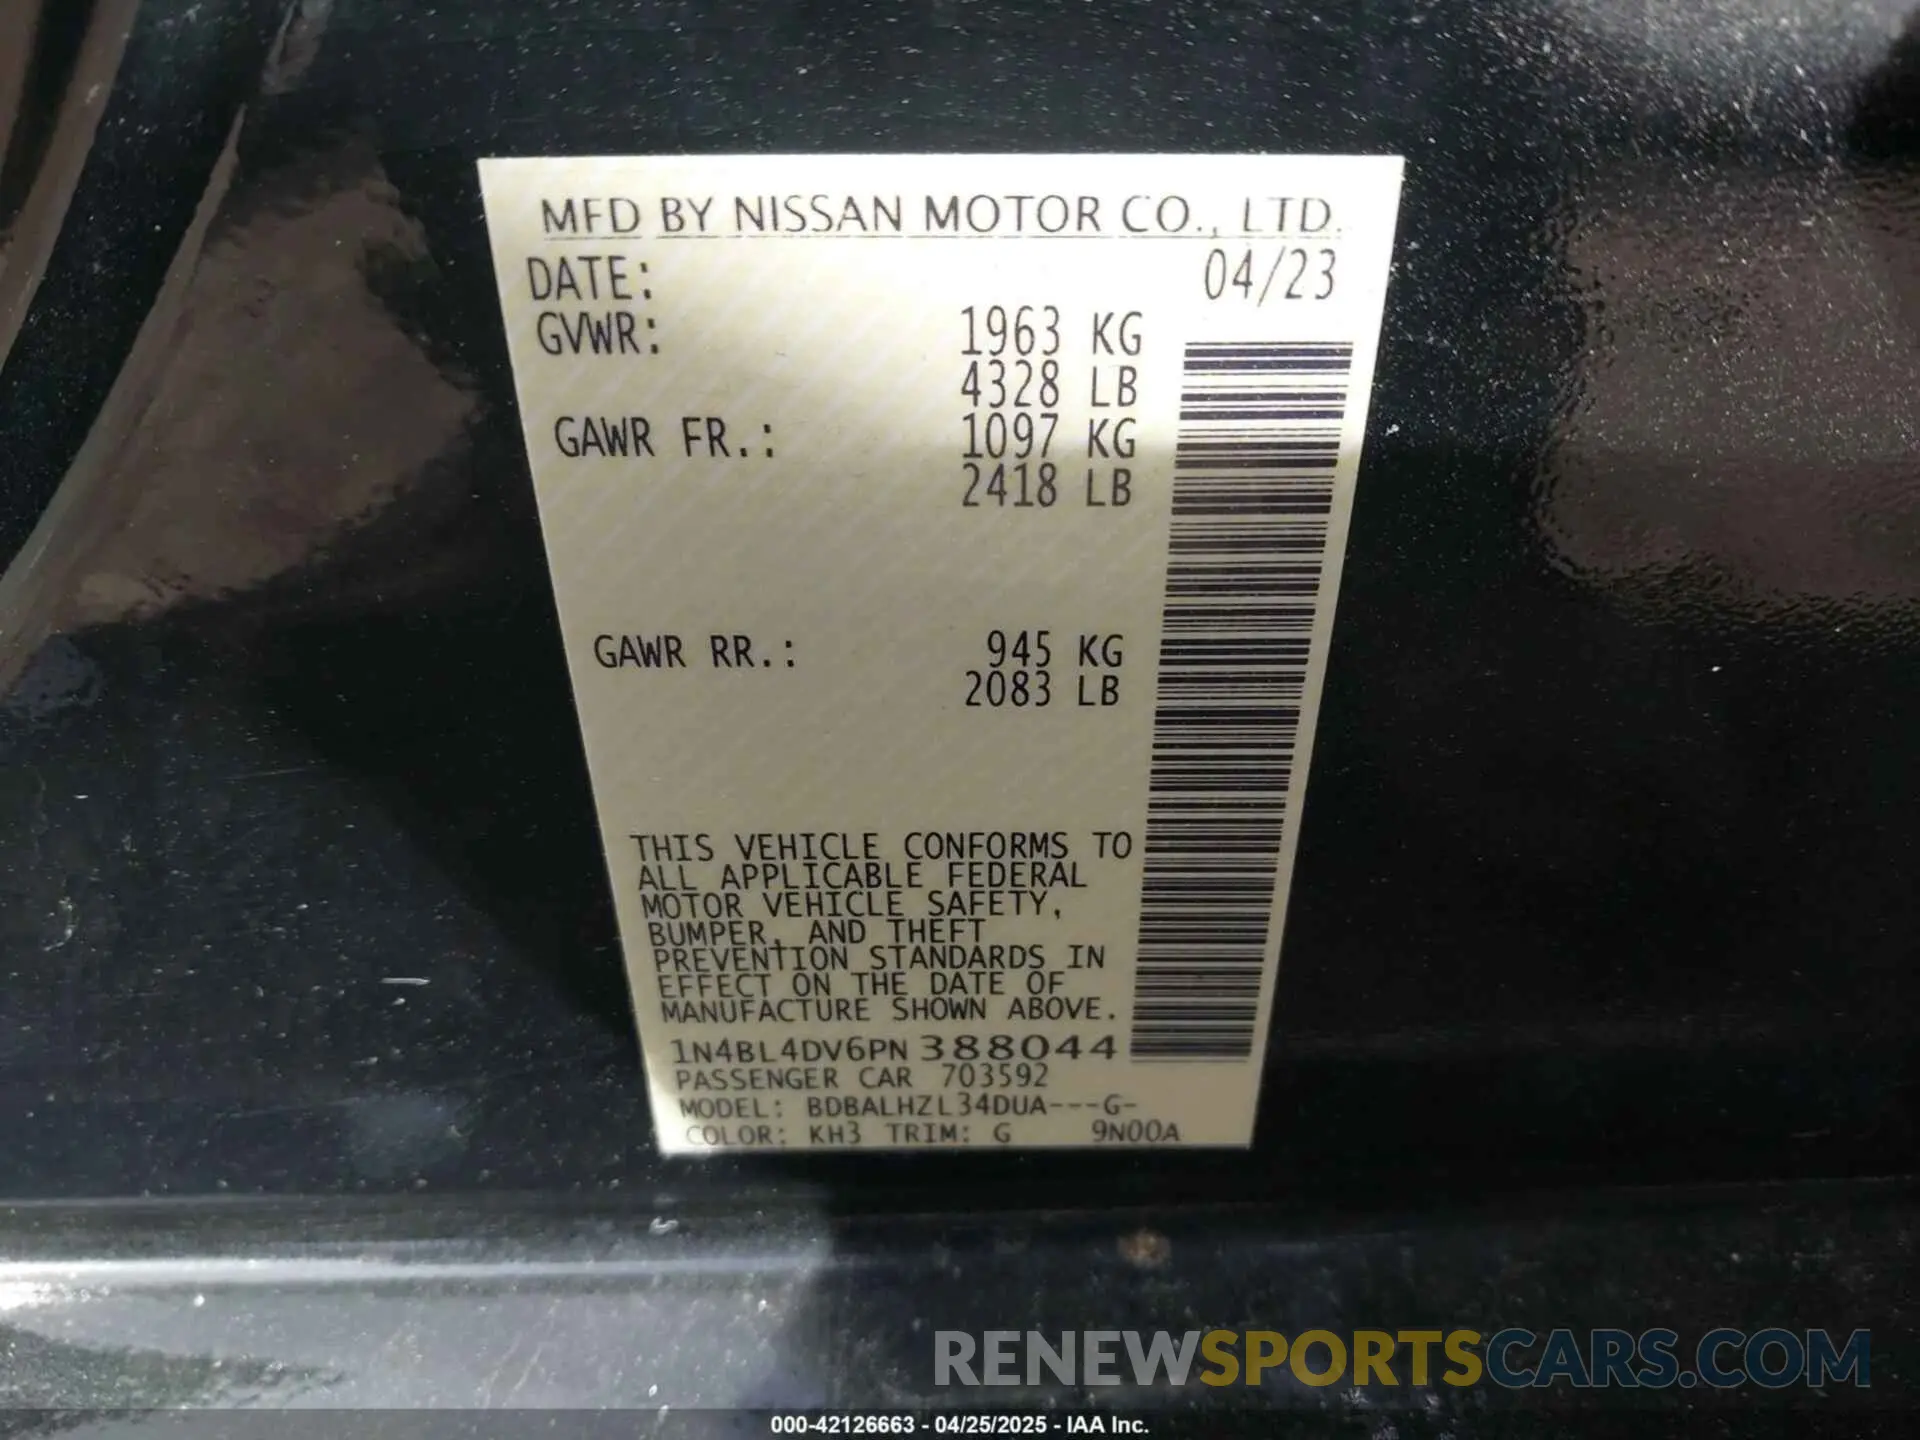 MFD BY NISSAN MOTOR CO., LTD.
DATE: 04/23
GVWR: 1963 KG
4328 LB
GAWR FR.: 1097 KG
2418 LB
GAWR RR.: 945 KG
2083 LB
THIS VEHICLE CONFORMS TO
ALL APPLICABLE FEDERAL
MOTOR VEHICLE SAFETY,
BUMPER, AND THEFT
PREVENTION STANDARDS IN
EFFECT ON THE DATE OF
MANUFACTURE SHOWN ABOVE.
1N4BL4DV6PN388044
PASSENGER CAR 703592
MODEL: BDBALHZL34DUA---G-
COLOR: KH3 TRIM: G 9N00A
RENEWSPORTSCARS.COM
000-42126663 - 04/25/2025 - IAA Inc.